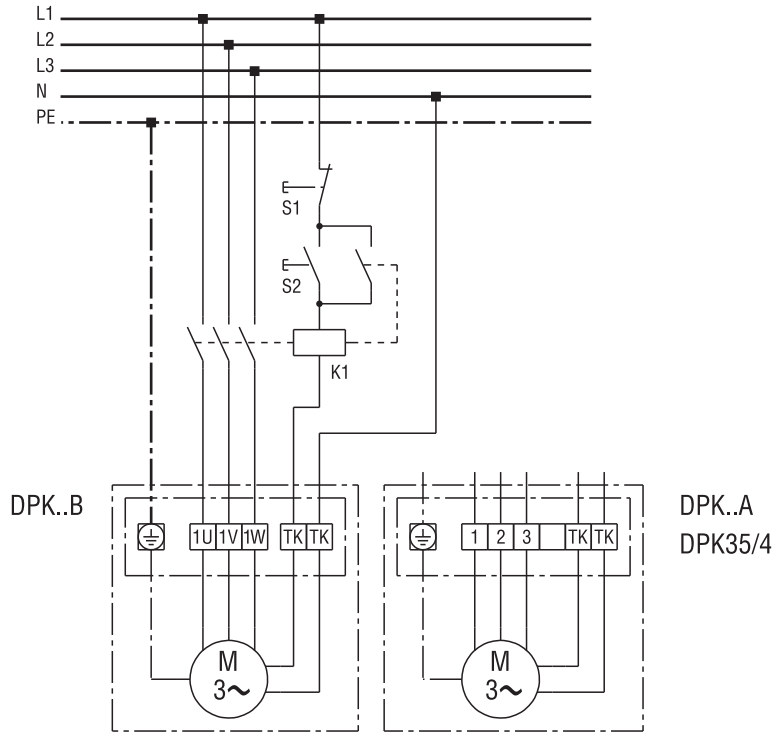 L1
L2
L3
N
PE
S1
S2
K1
DPK..B
1U 1V 1W TK TK
M
3~
1 2 3 TK TK
M
3~
DPK..A
DPK35/4